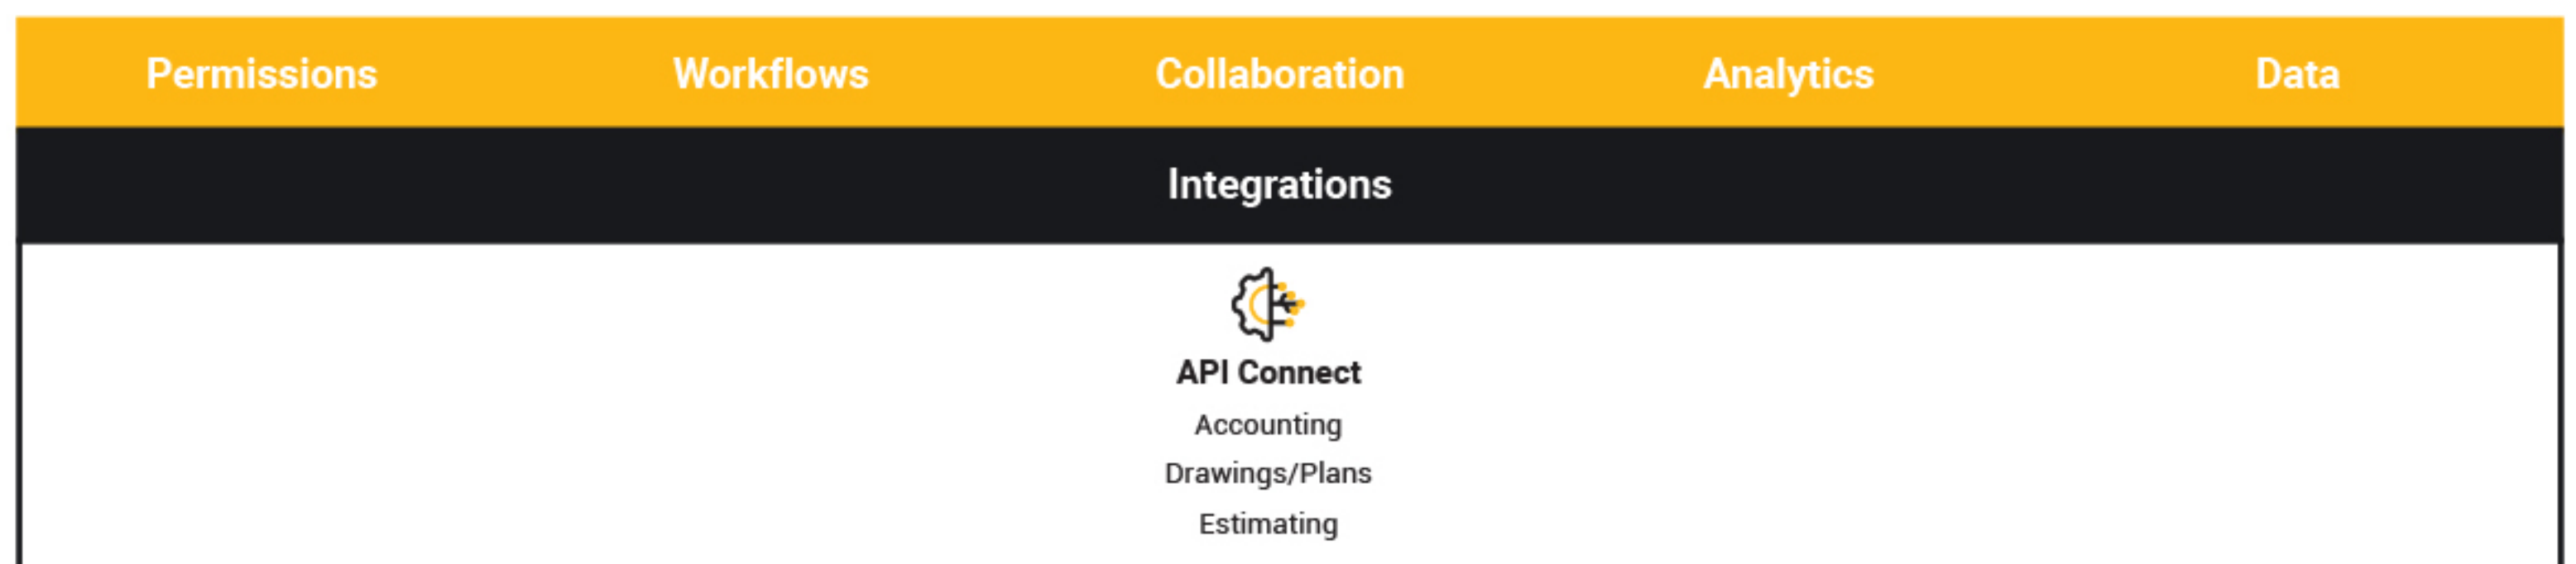 Permissions Workflows Collaboration Analytics Data
Integrations
API Connect
Accounting
Drawings/Plans
Estimating